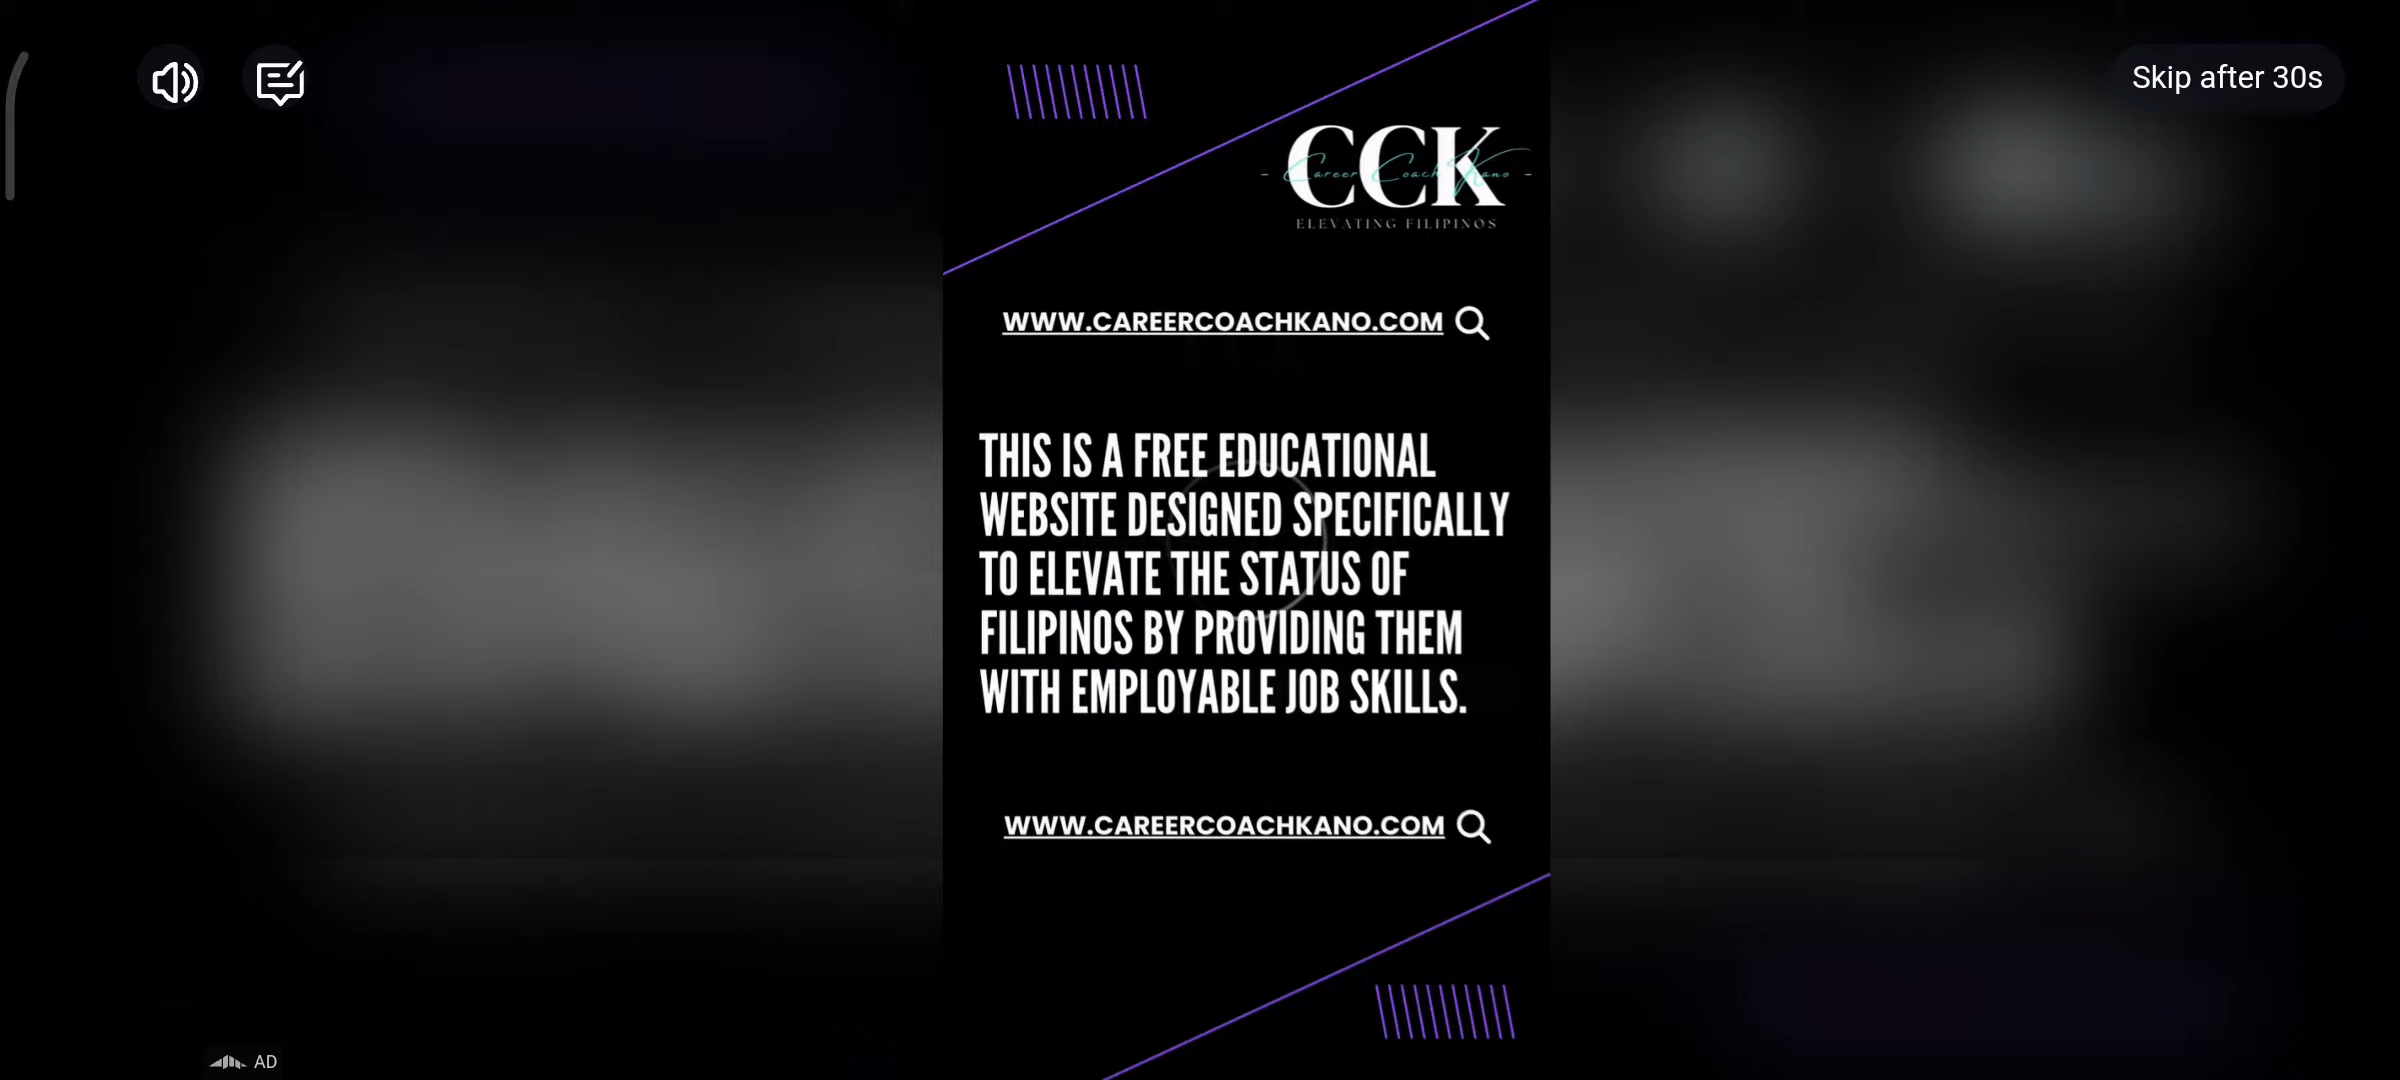 Skip after 30s
CCK
- Career Coach Kano -
ELEVATING FILIPINOS
WWW.CAREERCOACHKANO.COM
THIS IS A FREE EDUCATIONAL
WEBSITE DESIGNED SPECIFICALLY
TO ELEVATE THE STATUS OF
FILIPINOS BY PROVIDING THEM
WITH EMPLOYABLE JOB SKILLS.
WWW.CAREERCOACHKANO.COM
AD